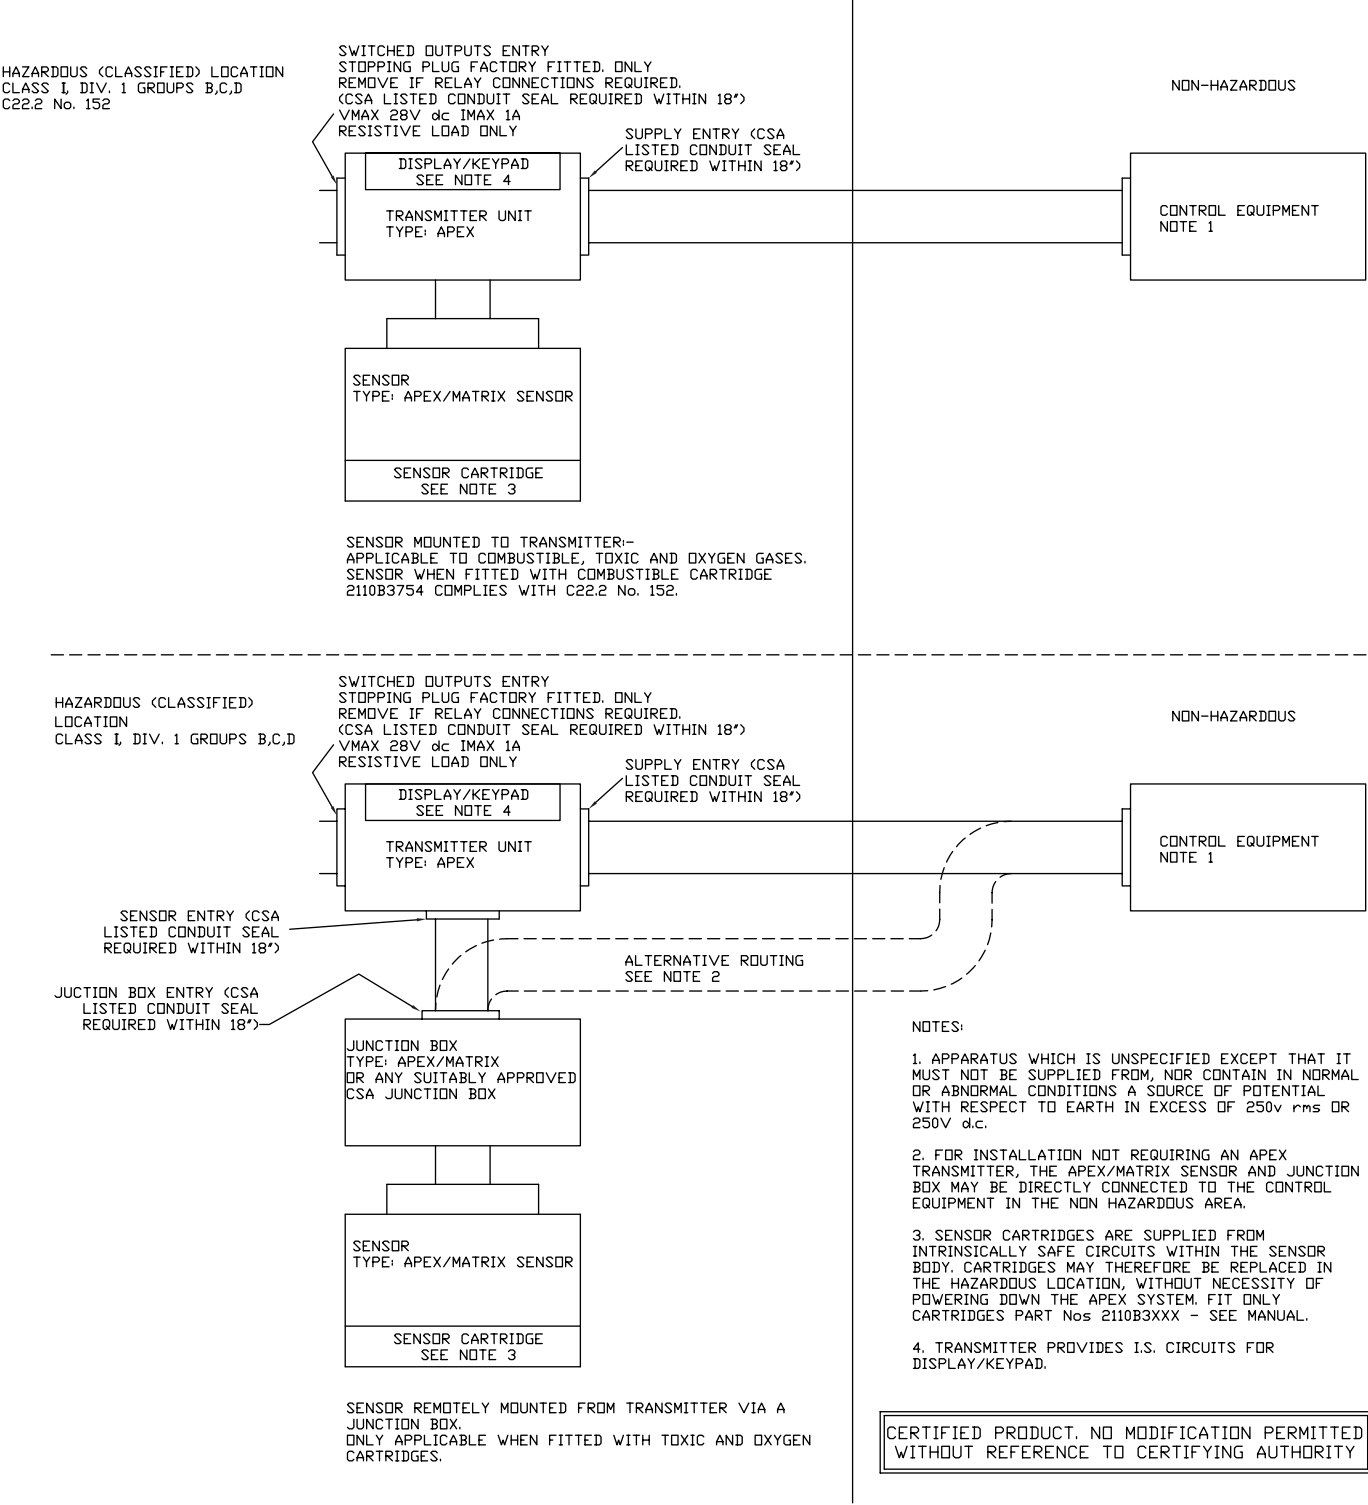 HAZARDOUS (CLASSIFIED) LOCATION
CLASS I, DIV. 1 GROUPS B,C,D
C22.2 No. 152
SWITCHED OUTPUTS ENTRY
STOPPING PLUG FACTORY FITTED. ONLY
REMOVE IF RELAY CONNECTIONS REQUIRED.
(CSA LISTED CONDUIT SEAL REQUIRED WITHIN 18")
VMAX 28V dc IMAX 1A
RESISTIVE LOAD ONLY
SUPPLY ENTRY (CSA
LISTED CONDUIT SEAL
REQUIRED WITHIN 18")
NON-HAZARDOUS
DISPLAY/KEYPAD
SEE NOTE 4
TRANSMITTER UNIT
TYPE: APEX
CONTROL EQUIPMENT
NOTE 1
SENSOR
TYPE: APEX/MATRIX SENSOR
SENSOR CARTRIDGE
SEE NOTE 3
SENSOR MOUNTED TO TRANSMITTER:-
APPLICABLE TO COMBUSTIBLE, TOXIC AND OXYGEN GASES.
SENSOR WHEN FITTED WITH COMBUSTIBLE CARTRIDGE
2110B3754 COMPLIES WITH C22.2 No. 152.
HAZARDOUS (CLASSIFIED)
LOCATION
CLASS I, DIV. 1 GROUPS B,C,D
SWITCHED OUTPUTS ENTRY
STOPPING PLUG FACTORY FITTED. ONLY
REMOVE IF RELAY CONNECTIONS REQUIRED.
(CSA LISTED CONDUIT SEAL REQUIRED WITHIN 18")
VMAX 28V dc IMAX 1A
RESISTIVE LOAD ONLY
SUPPLY ENTRY (CSA
LISTED CONDUIT SEAL
REQUIRED WITHIN 18")
NON-HAZARDOUS
DISPLAY/KEYPAD
SEE NOTE 4
TRANSMITTER UNIT
TYPE: APEX
CONTROL EQUIPMENT
NOTE 1
SENSOR ENTRY (CSA
LISTED CONDUIT SEAL
REQUIRED WITHIN 18")
ALTERNATIVE ROUTING
SEE NOTE 2
JUCTION BOX ENTRY (CSA
LISTED CONDUIT SEAL
REQUIRED WITHIN 18")
JUNCTION BOX
TYPE: APEX/MATRIX
OR ANY SUITABLY APPROVED
CSA JUNCTION BOX
SENSOR
TYPE: APEX/MATRIX SENSOR
SENSOR CARTRIDGE
SEE NOTE 3
SENSOR REMOTELY MOUNTED FROM TRANSMITTER VIA A
JUNCTION BOX.
ONLY APPLICABLE WHEN FITTED WITH TOXIC AND OXYGEN
CARTRIDGES.
NOTES:
1. APPARATUS WHICH IS UNSPECIFIED EXCEPT THAT IT
MUST NOT BE SUPPLIED FROM, NOR CONTAIN IN NORMAL
OR ABNORMAL CONDITIONS A SOURCE OF POTENTIAL
WITH RESPECT TO EARTH IN EXCESS OF 250v rms OR
250V d.c.
2. FOR INSTALLATION NOT REQUIRING AN APEX
TRANSMITTER, THE APEX/MATRIX SENSOR AND JUNCTION
BOX MAY BE DIRECTLY CONNECTED TO THE CONTROL
EQUIPMENT IN THE NON HAZARDOUS AREA.
3. SENSOR CARTRIDGES ARE SUPPLIED FROM
INTRINSICALLY SAFE CIRCUITS WITHIN THE SENSOR
BODY. CARTRIDGES MAY THEREFORE BE REPLACED IN
THE HAZARDOUS LOCATION, WITHOUT NECESSITY OF
POWERING DOWN THE APEX SYSTEM. FIT ONLY
CARTRIDGES PART Nos 2110B3XXX - SEE MANUAL.
4. TRANSMITTER PROVIDES I.S. CIRCUITS FOR
DISPLAY/KEYPAD.
CERTIFIED PRODUCT. NO MODIFICATION PERMITTED
WITHOUT REFERENCE TO CERTIFYING AUTHORITY